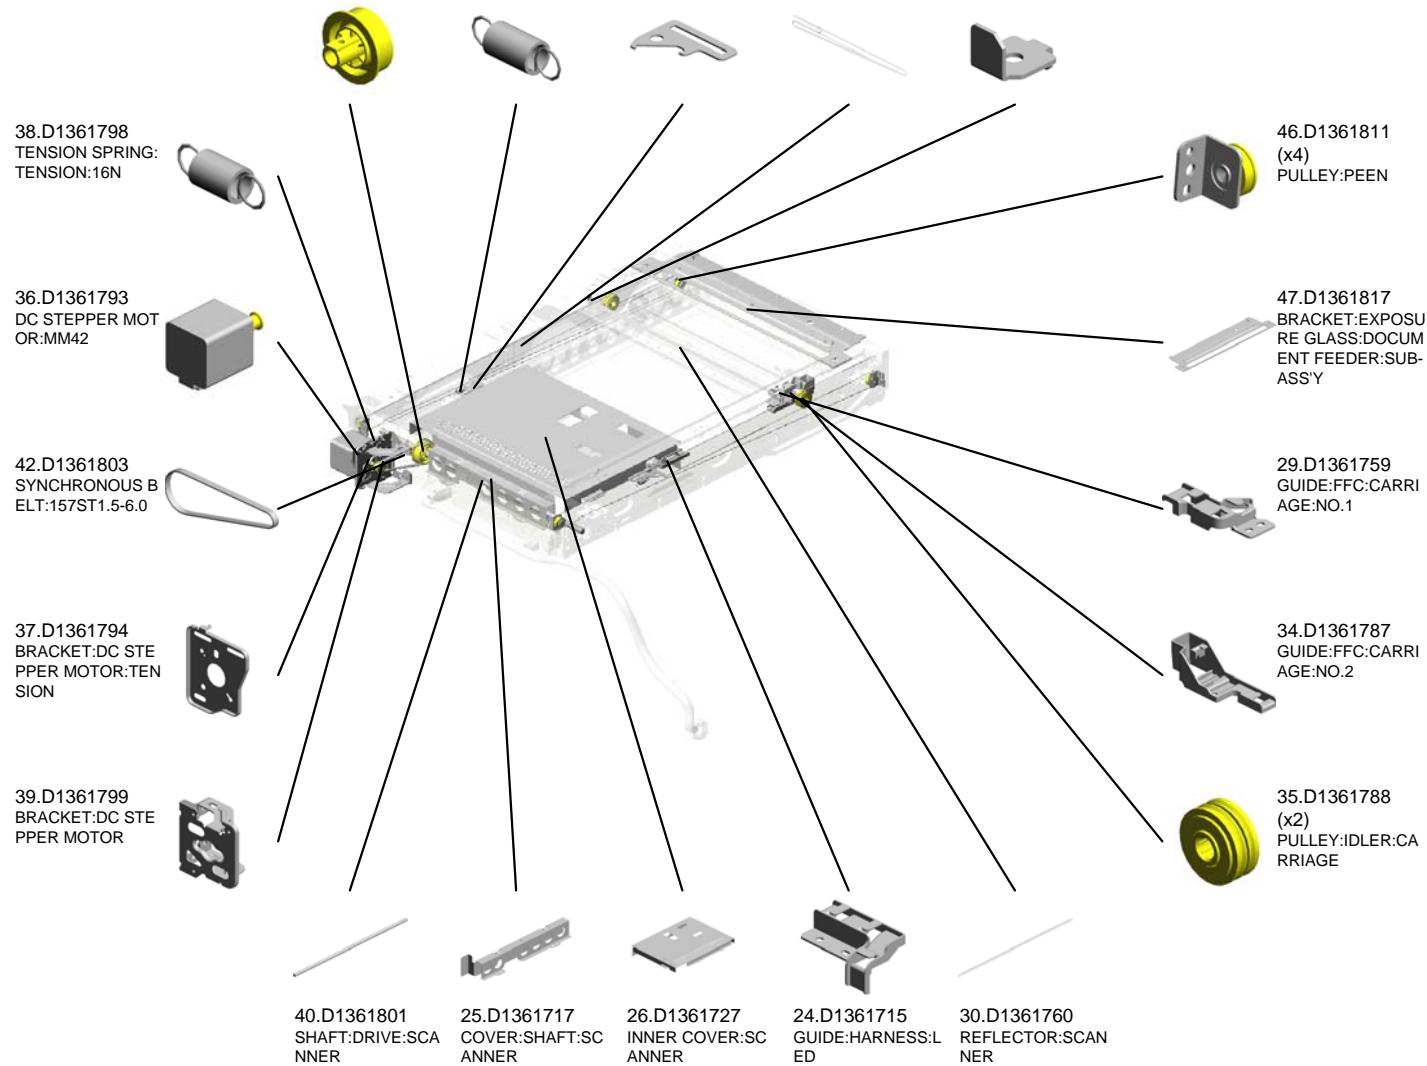 38.D1361798
TENSION SPRING:
TENSION:16N
36.D1361793
DC STEPPER MOT
OR:MM42
42.D1361803
SYNCHRONOUS B
ELT:157ST1.5-6.0
37.D1361794
BRACKET:DC STE
PPER MOTOR:TEN
SION
39.D1361799
BRACKET:DC STE
PPER MOTOR
46.D1361811
(x4)
PULLEY:PEEN
47.D1361817
BRACKET:EXPOSU
RE GLASS:DOCUM
ENT FEEDER:SUB-
ASS'Y
29.D1361759
GUIDE:FFC:CARRI
AGE:NO.1
34.D1361787
GUIDE:FFC:CARRI
AGE:NO.2
35.D1361788
(x2)
PULLEY:IDLER:CA
RRIAGE
40.D1361801
SHAFT:DRIVE:SCA
NNER
25.D1361717
COVER:SHAFT:SC
ANNER
26.D1361727
INNER COVER:SC
ANNER
24.D1361715
GUIDE:HARNESS:L
ED
30.D1361760
REFLECTOR:SCAN
NER